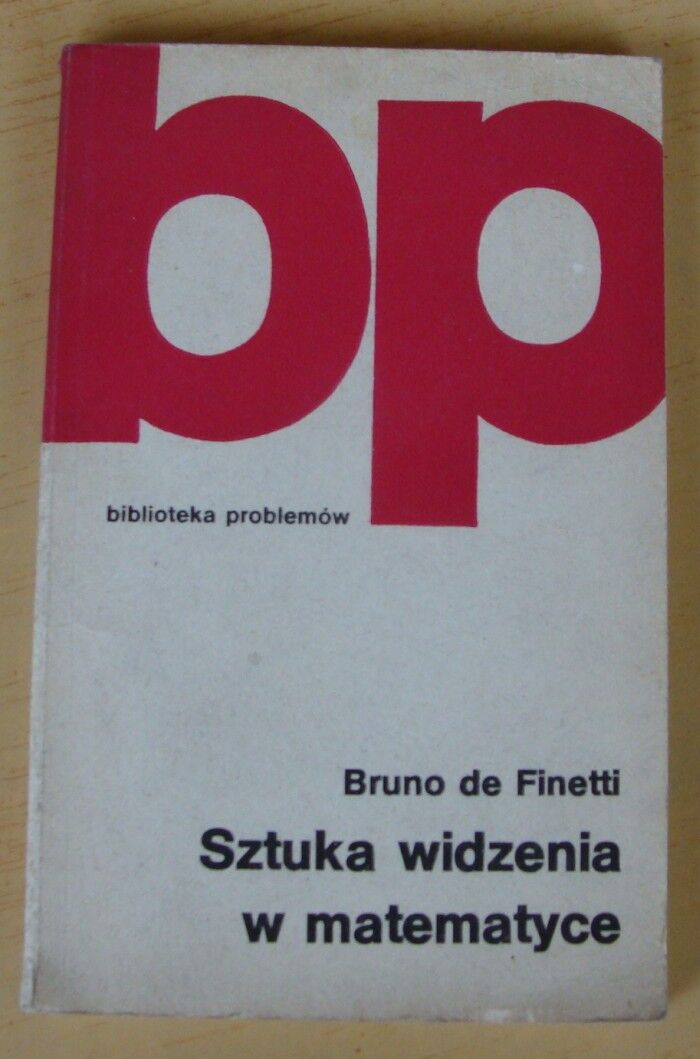 bp
biblioteka problemów
Bruno de Finetti
Sztuka widzenia
w matematyce